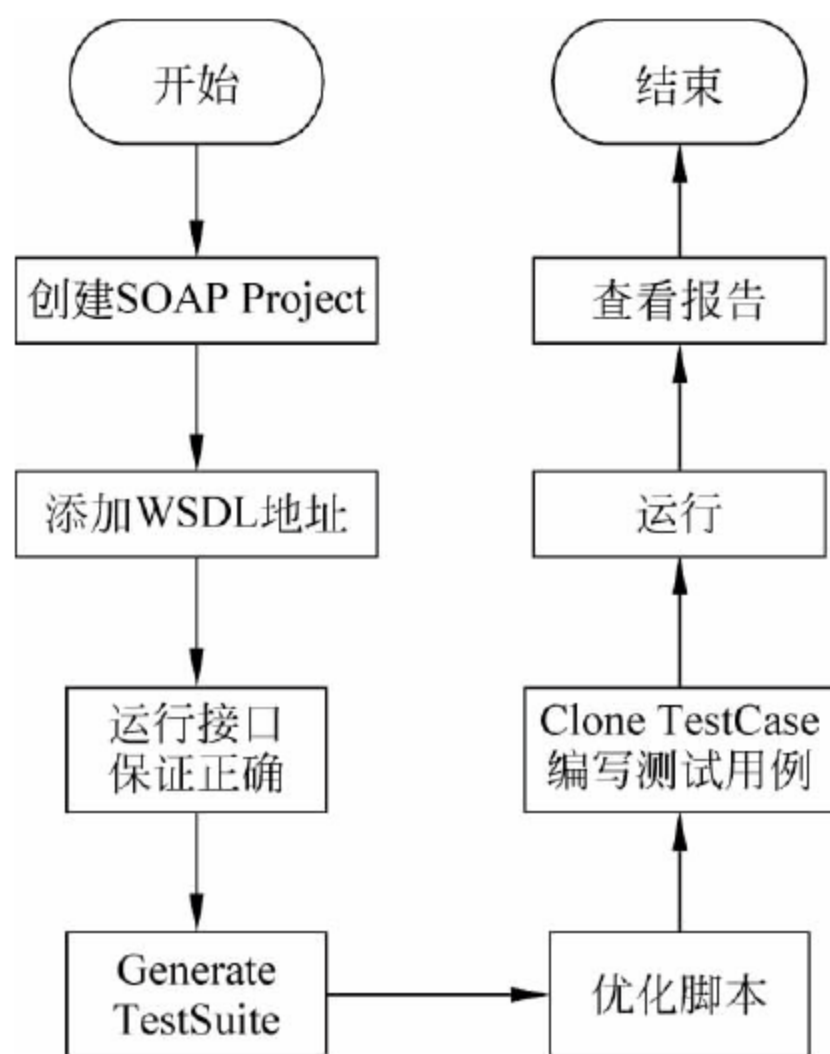 开始
创建SOAP Project
添加WSDL地址
运行接口
保证正确
Generate
TestSuite
优化脚本
Clone TestCase
编写测试用例
运行
查看报告
结束